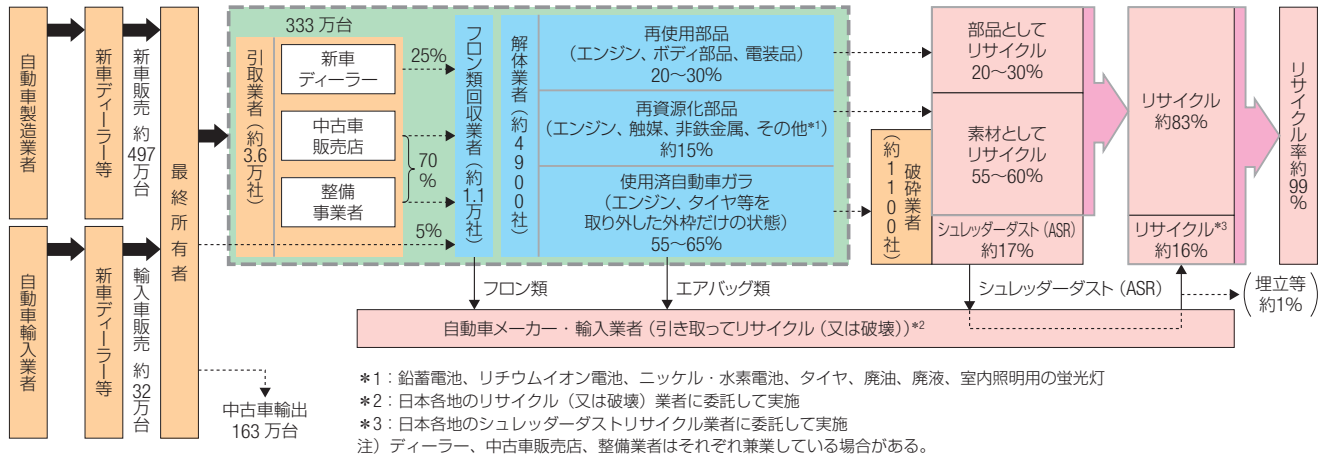 自動車製造業者
新車ディーラー等
新車販売 約497万台
自動車輸入業者
新車ディーラー等
輸入車販売 約32万台
最終所有者
中古車輸出
163 万台
333 万台
引取業者（約3.6万社）
新車
ディーラー
中古車
販売店
整備
事業者
25%
70
%
5%
フロン類回収業者（約1.1万社）
解体業者（約4900社）
再使用部品
（エンジン、ボディ部品、電装品）
20～30%
再資源化部品
（エンジン、触媒、非鉄金属、その他*1）
約15%
使用済自動車ガラ
（エンジン、タイヤ等を
取り外した外枠だけの状態）
55～65%
破砕業者
（約1100社）
部品として
リサイクル
20～30%
素材として
リサイクル
55～60%
シュレッダーダスト（ASR）
約17%
リサイクル
約83%
リサイクル*3
約16%
リサイクル率約99%
フロン類
エアバッグ類
シュレッダーダスト（ASR）
（埋立等
約1%）
自動車メーカー・輸入業者（引き取ってリサイクル（又は破壊））*2
*1：鉛蓄電池、リチウムイオン電池、ニッケル・水素電池、タイヤ、廃油、廃液、室内照明用の蛍光灯
*2：日本各地のリサイクル（又は破壊）業者に委託して実施
*3：日本各地のシュレッダーダストリサイクル業者に委託して実施
注）ディーラー、中古車販売店、整備業者はそれぞれ兼業している場合がある。